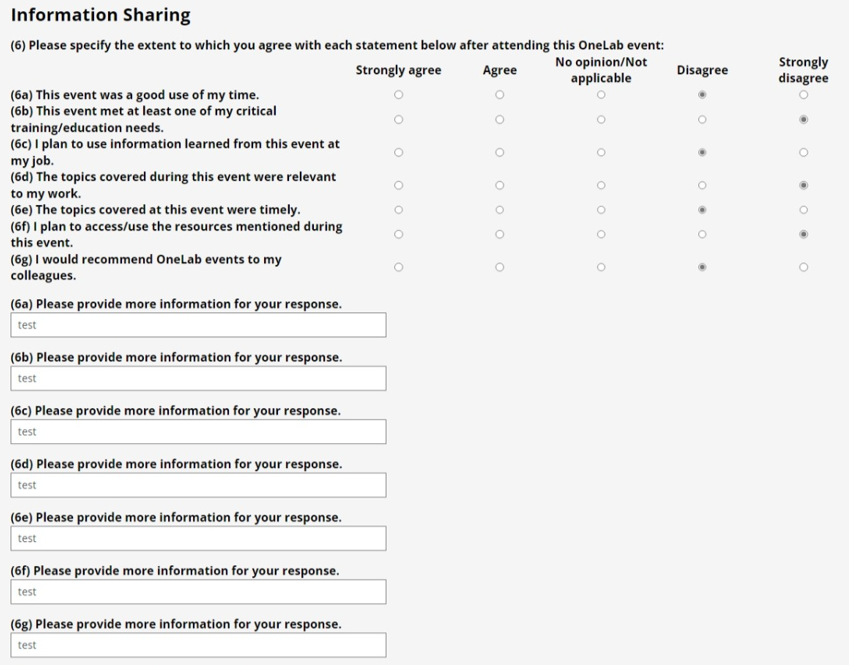 Information Sharing
(6) Please specify the extent to which you agree with each statement below after attending this OneLab event:
Strongly agree Agree No opinion/Not applicable Disagree Strongly disagree
(6a) This event was a good use of my time.
(6b) This event met at least one of my critical
training/education needs.
(6c) I plan to use information learned from this event at
my job.
(6d) The topics covered during this event were relevant
to my work.
(6e) The topics covered at this event were timely.
(6f) I plan to access/use the resources mentioned during
this event.
(6g) I would recommend OneLab events to my
colleagues.
(6a) Please provide more information for your response.
test
(6b) Please provide more information for your response.
test
(6c) Please provide more information for your response.
test
(6d) Please provide more information for your response.
test
(6e) Please provide more information for your response.
test
(6f) Please provide more information for your response.
test
(6g) Please provide more information for your response.
test